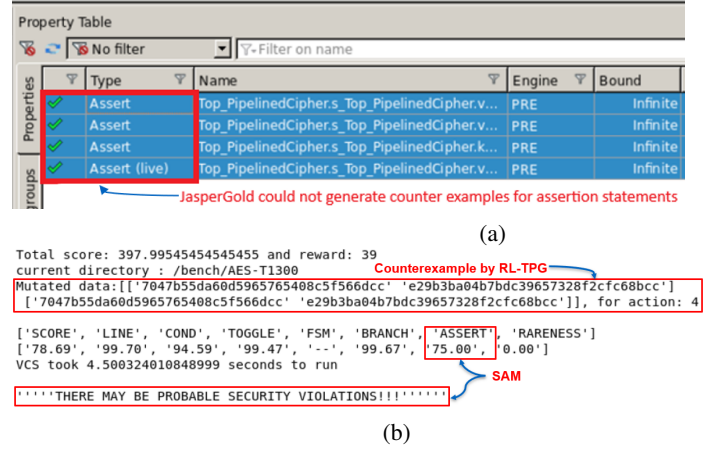 Property Table
No filter
Filter on name
Properties
Type Name Engine Bound
Assert Top_PipelinedCipher.s_Top_PipelinedCipher.v... PRE Infinite
Assert Top_PipelinedCipher.s_Top_PipelinedCipher.v... PRE Infinite
Assert Top_PipelinedCipher.s_Top_PipelinedCipher.k... PRE Infinite
Assert (live) Top_PipelinedCipher.s_Top_PipelinedCipher.v... PRE Infinite
JasperGold could not generate counter examples for assertion statements
(a)
Total score: 397.99545454545455 and reward: 39
current directory : /bench/AES-T1300
Counterexample by RL-TPG
Mutated data:[['7047b55da60d5965765408c5f566dcc' 'e29b3ba04b7bdc39657328f2cfc68bcc']
['7047b55da60d5965765408c5f566dcc' 'e29b3ba04b7bdc39657328f2cfc68bcc']], for action: 4
['SCORE', 'LINE', 'COND', 'TOGGLE', 'FSM', 'BRANCH', 'ASSERT', 'RARENESS']
['78.69', '99.70', '94.59', '99.47', '--', '99.67', '75.00', '0.00']
VCS took 4.500324010848999 seconds to run
SAM
'''''THERE MAY BE PROBABLE SECURITY VIOLATIONS!!!''''''
(b)